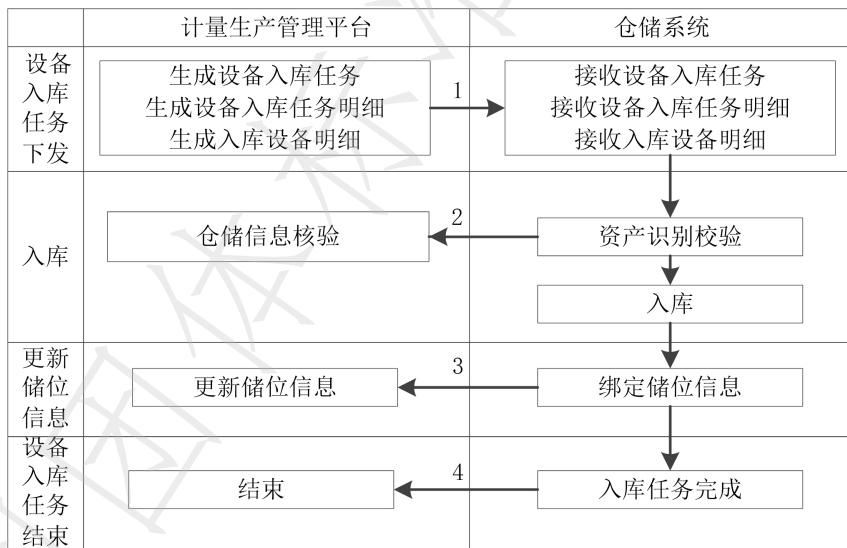 计量生产管理平台
仓储系统
设备
入库
任务
下发
生成设备入库任务
生成设备入库任务明细
生成入库设备明细
1
接收设备入库任务
接收设备入库任务明细
接收入库设备明细
入库
仓储信息核验
2
资产识别校验
入库
更新
储位
信息
更新储位信息
3
绑定储位信息
设备
入库
任务
结束
结束
4
入库任务完成
团体标准